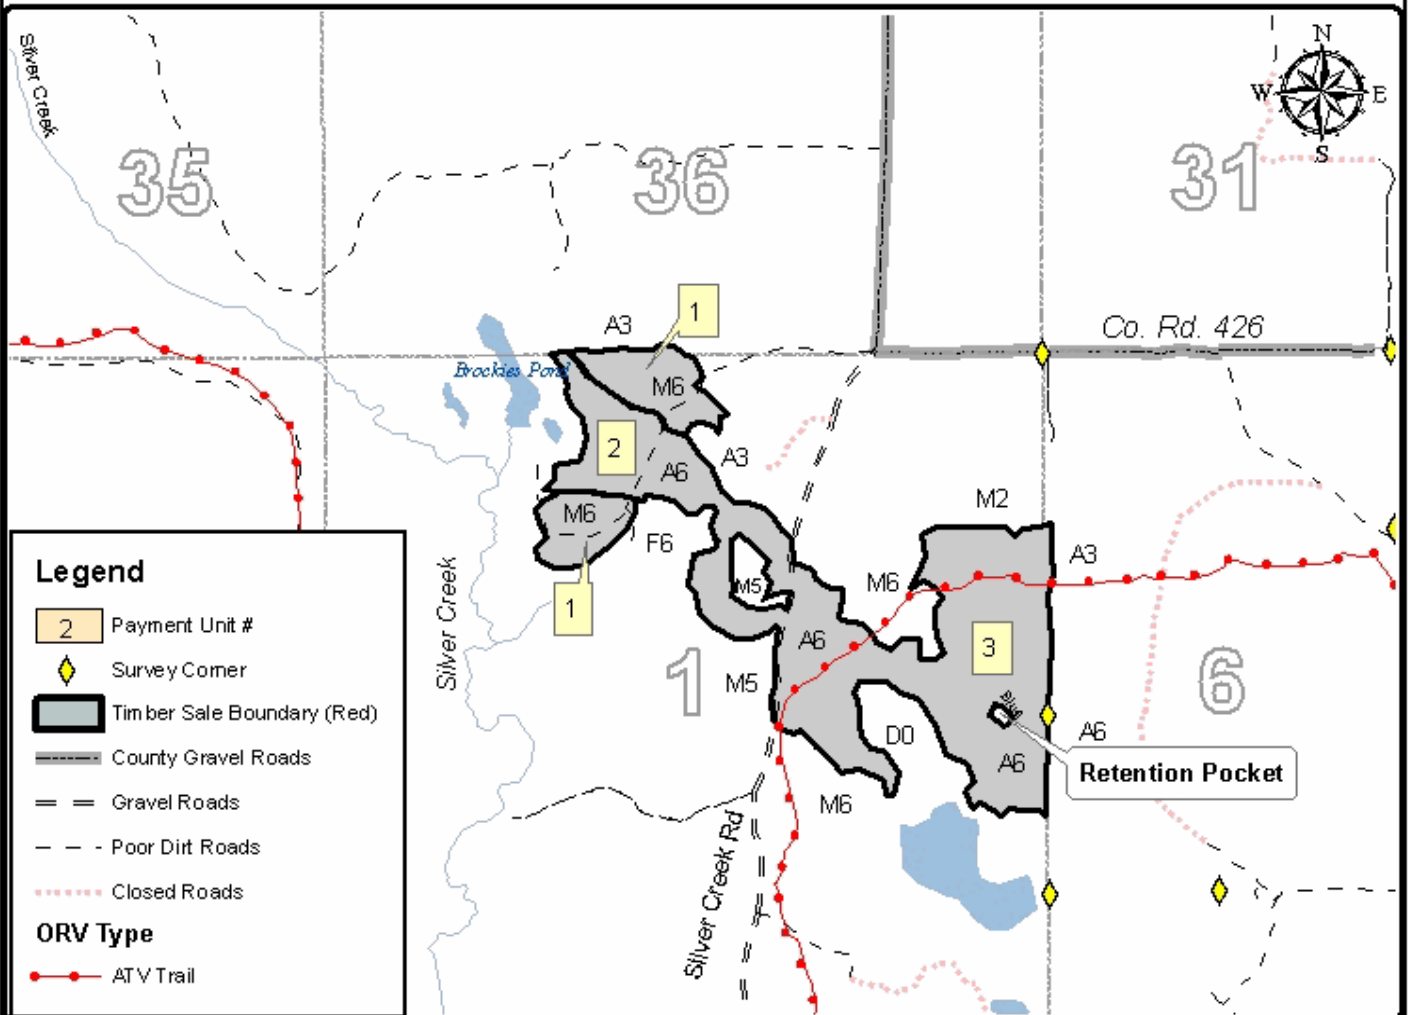 N
W
E
S
Silver Creek
35
36
31
Co. Rd. 426
1
A3
Brockies Pond
M6
2
A3
A6
M2
M6
F6
A3
M5
M6
1
Silver Creek
A6
3
1
6
M5
D0
A6
A6
Retention Pocket
M6
Silver Creek Rd
Legend
2 Payment Unit #
Survey Corner
Timber Sale Boundary (Red)
County Gravel Roads
Gravel Roads
Poor Dirt Roads
Closed Roads
ORV Type
ATV Trail